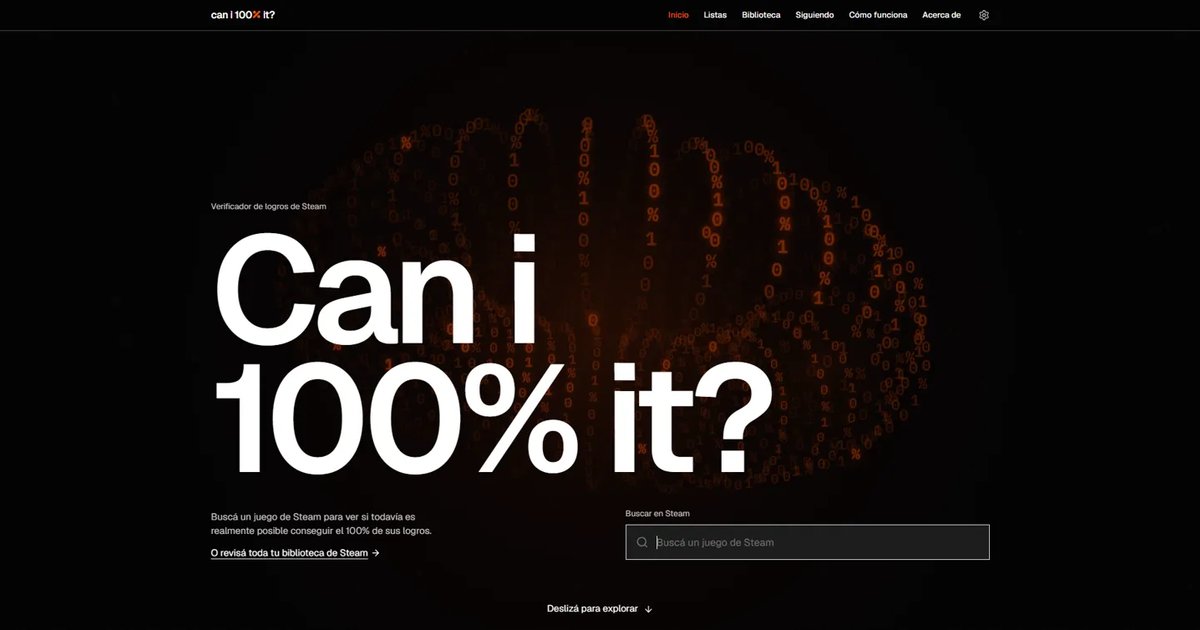 can i 100% it?
Inicio Listas Biblioteca Siguiendo Cómo funciona Acerca de
Verificador de logros de Steam
Can i
100% it?
Buscá un juego de Steam para ver si todavía es
realmente posible conseguir el 100% de sus logros.
O revisá toda tu biblioteca de Steam →
Buscar en Steam
Buscá un juego de Steam
Deslizá para explorar ↓